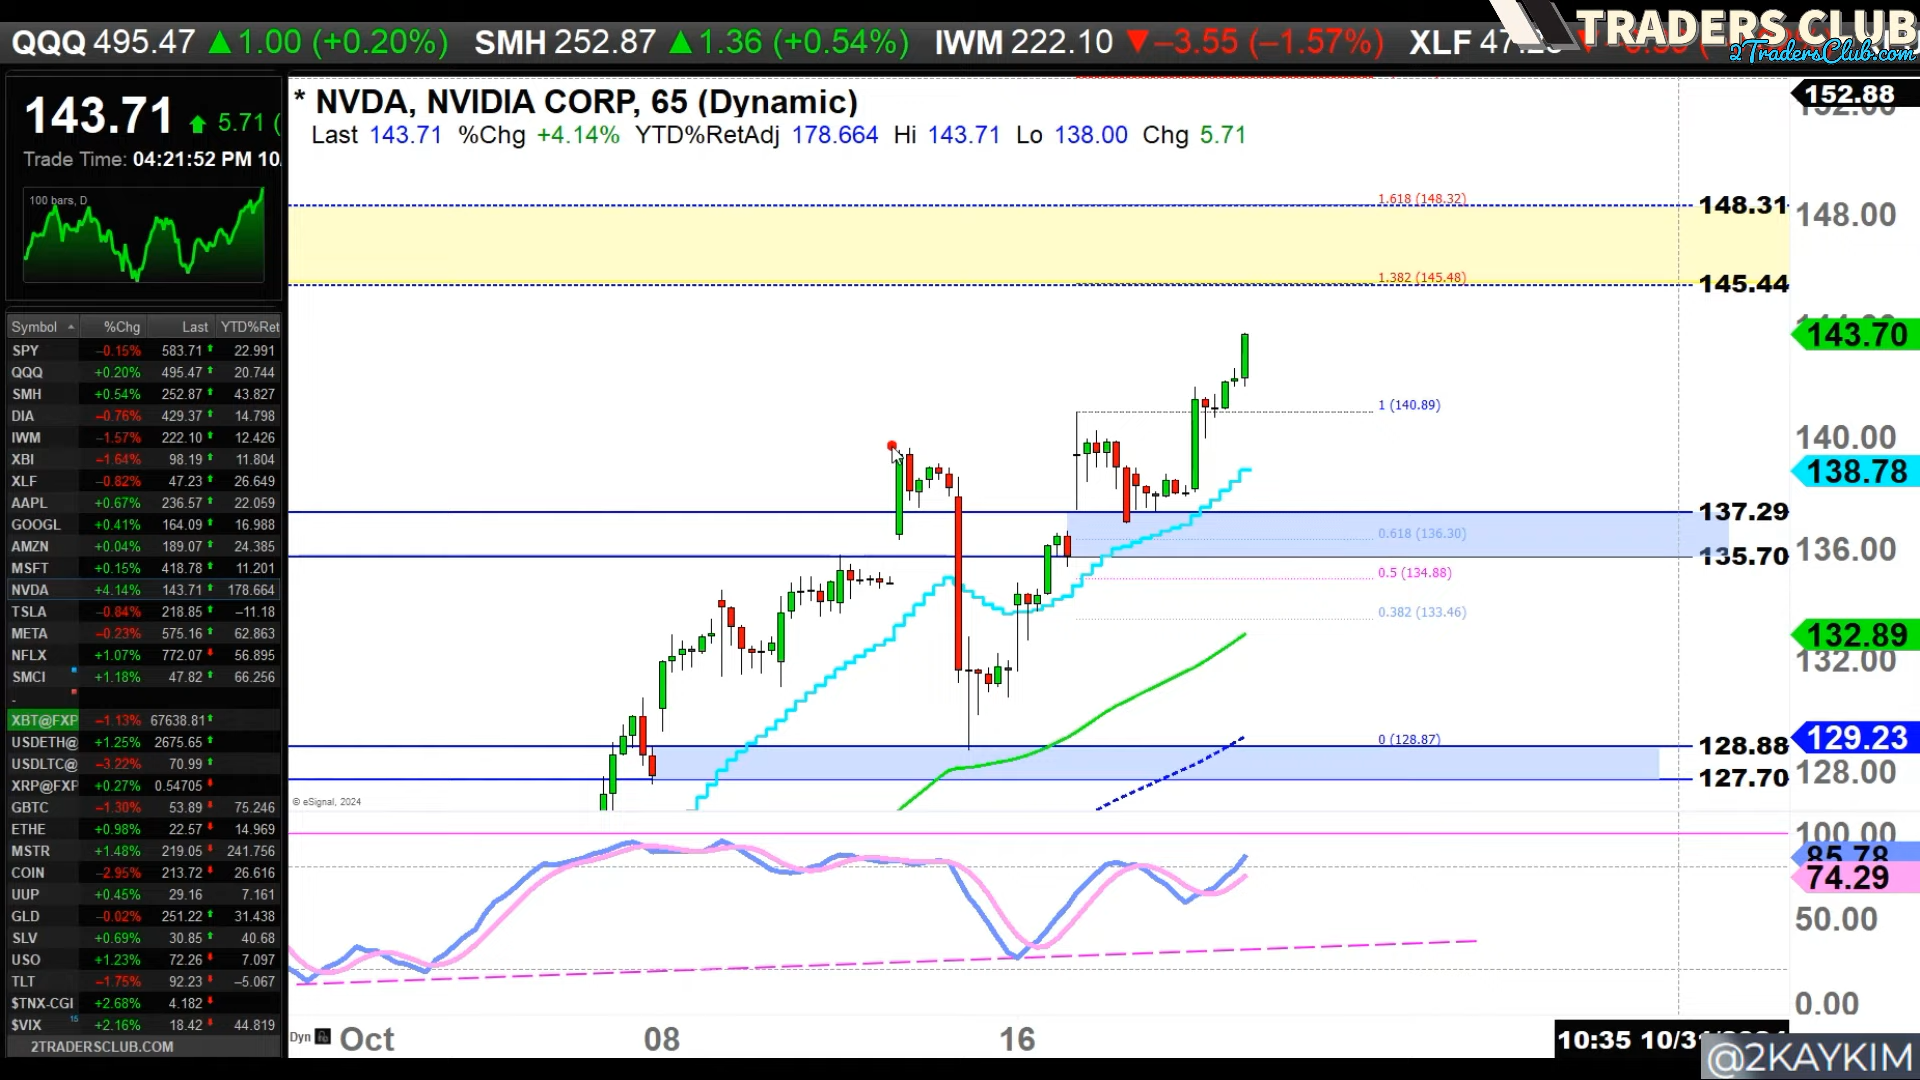 QQQ 495.47 ▲1.00 (+0.20%) SMH 252.87 ▲1.36 (+0.54%) IWM 222.10 ▼–3.55 (–1.57%) XLF
TRADERS CLUB
2TradersClub.com
143.71 5.71 (
Trade Time: 04:21:52 PM 10
100 bars, D
Symbol %Chg Last YTD%Ret
SPY –0.15% 583.71 22.991
QQQ +0.20% 495.47 20.744
SMH +0.54% 252.87 43.827
DIA –0.76% 429.37 14.798
IWM –1.57% 222.10 12.426
XBI –1.64% 98.19 11.804
XLF –0.82% 47.23 26.649
AAPL +0.67% 236.57 22.059
GOOGL +0.41% 164.09 16.988
AMZN +0.04% 189.07 24.385
MSFT +0.15% 418.78 11.201
NVDA +4.14% 143.71 178.664
TSLA –0.84% 218.85 –11.18
META –0.23% 575.16 62.863
NFLX +1.07% 772.07 56.895
SMCI +1.18% 47.82 66.256
-
XBT@FXP –1.13% 67638.81
USDETH@ +1.25% 2675.65
USDLTC@ –3.22% 70.99
XRP@FXP +0.27% 0.54705
GBTC –1.30% 53.89 75.246
ETHE +0.98% 22.57 14.969
MSTR +1.48% 219.05 241.756
COIN –2.95% 213.72 26.616
UUP +0.45% 29.16 7.161
GLD –0.02% 251.22 31.438
SLV +0.69% 30.85 40.68
USO +1.23% 72.26 7.097
TLT –1.75% 92.23 –5.067
$TNX-CGI +2.68% 4.182
$VIX 15 +2.16% 18.42 44.819
2TRADERSCLUB.COM
* NVDA, NVIDIA CORP, 65 (Dynamic)
Last 143.71 %Chg +4.14% YTD%RetAdj 178.664 Hi 143.71 Lo 138.00 Chg 5.71
152.88
1.618 (148.32)
148.31
148.00
1.382 (145.48)
145.44
143.70
1 (140.89)
140.00
138.78
137.29
0.618 (136.30)
136.00
135.70
0.5 (134.88)
0.382 (133.46)
132.89
132.00
0 (128.87)
129.23
128.88
128.00
127.70
© eSignal, 2024
100.00
85.78
74.29
50.00
0.00
Dyn Oct 08 16
10:35
@2KAYKIM